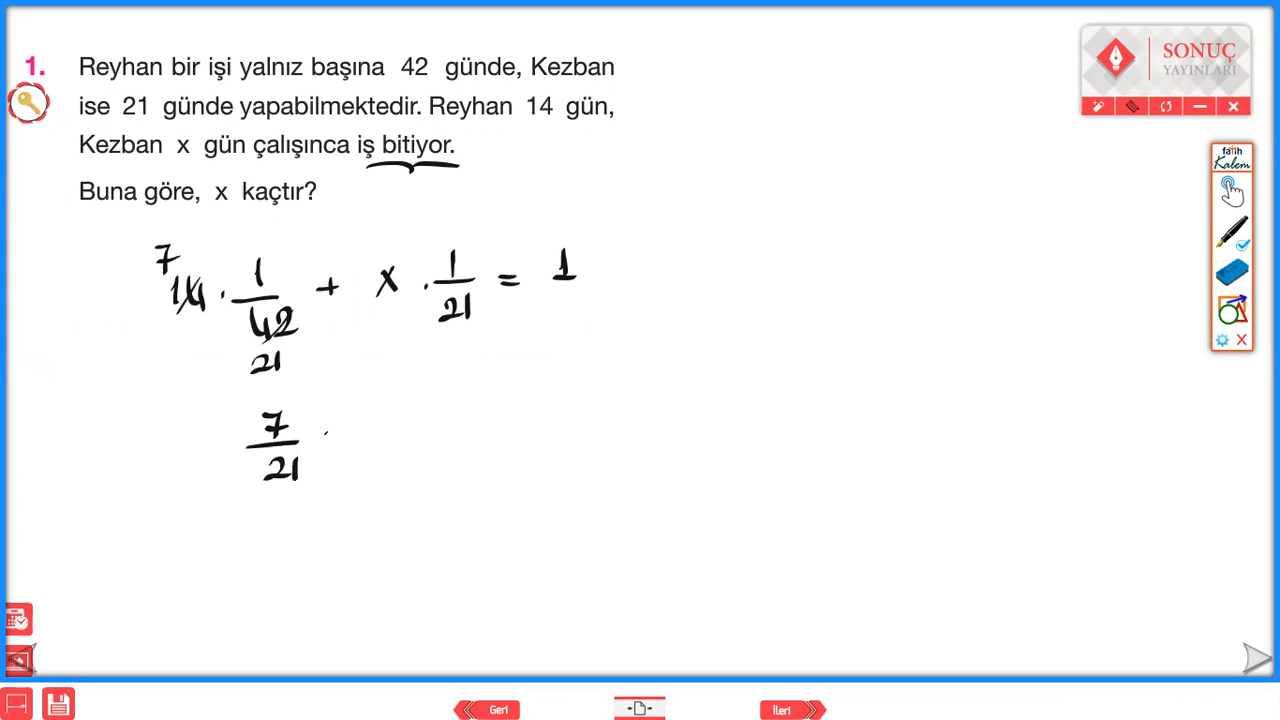 1. Reyhan bir işi yalnız başına 42 günde, Kezban
ise 21 günde yapabilmektedir. Reyhan 14 gün,
Kezban x gün çalışınca iş bitiyor.
Buna göre, x kaçtır?
7
14 · 1/42 + x · 1/21 = 1
21
7/21
SONUÇ
YAYINLARI
fatih
Kalem
Geri
İleri